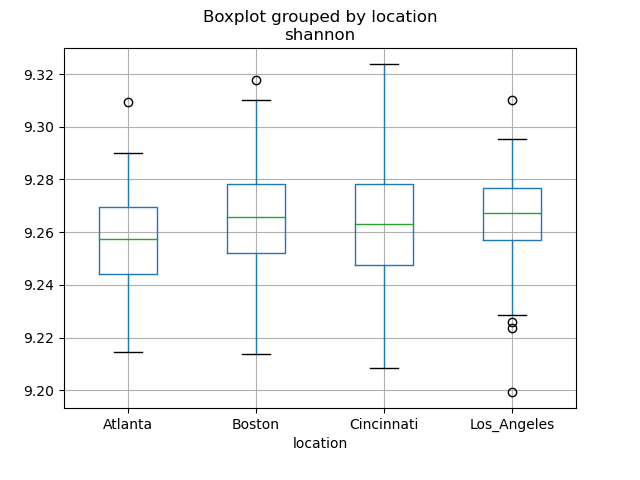 Boxplot grouped by location
shannon
9.32
9.30
9.28
9.26
9.24
9.22
9.20
Atlanta Boston Cincinnati Los_Angeles
location